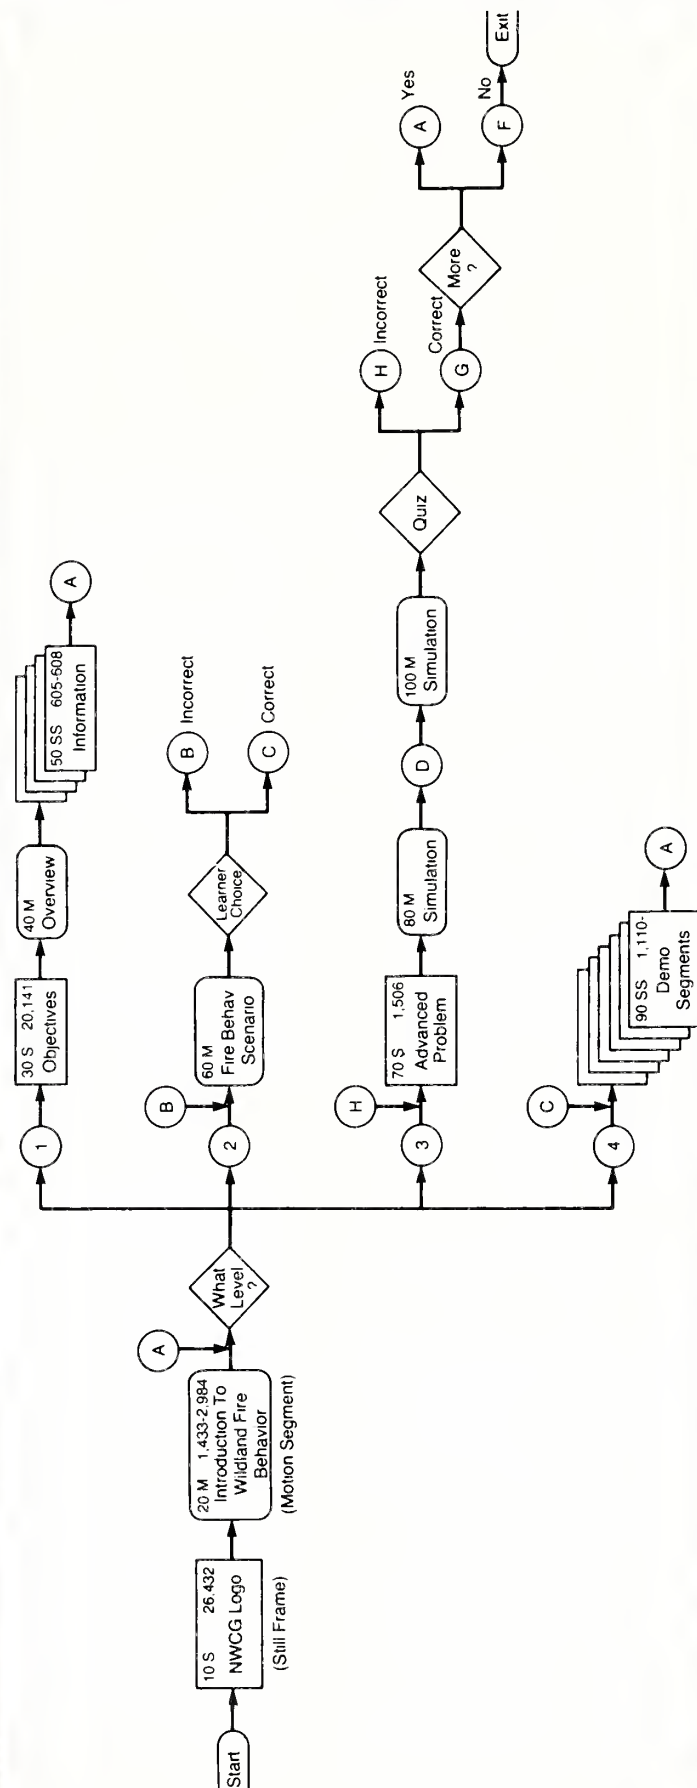 Start
10 S 26,432
NWCG Logo
(Still Frame)
20 M 1,433-2,984
Introduction To
Wildland Fire
Behavior
(Motion Segment)
A
What
Level
?
1
30 S 20,141
Objectives
40 M
Overview
50 SS 605-608
Information
A
2
B
60 M
Fire Behav
Scenario
Learner
Choice
B Incorrect
C Correct
3
H
70 S 1,506
Advanced
Problem
80 M
Simulation
D
100 M
Simulation
Quiz
H Incorrect
G
Correct
More
?
A
Yes
F
No
Exit
4
C
90 SS 1,110-
Demo
Segments
A